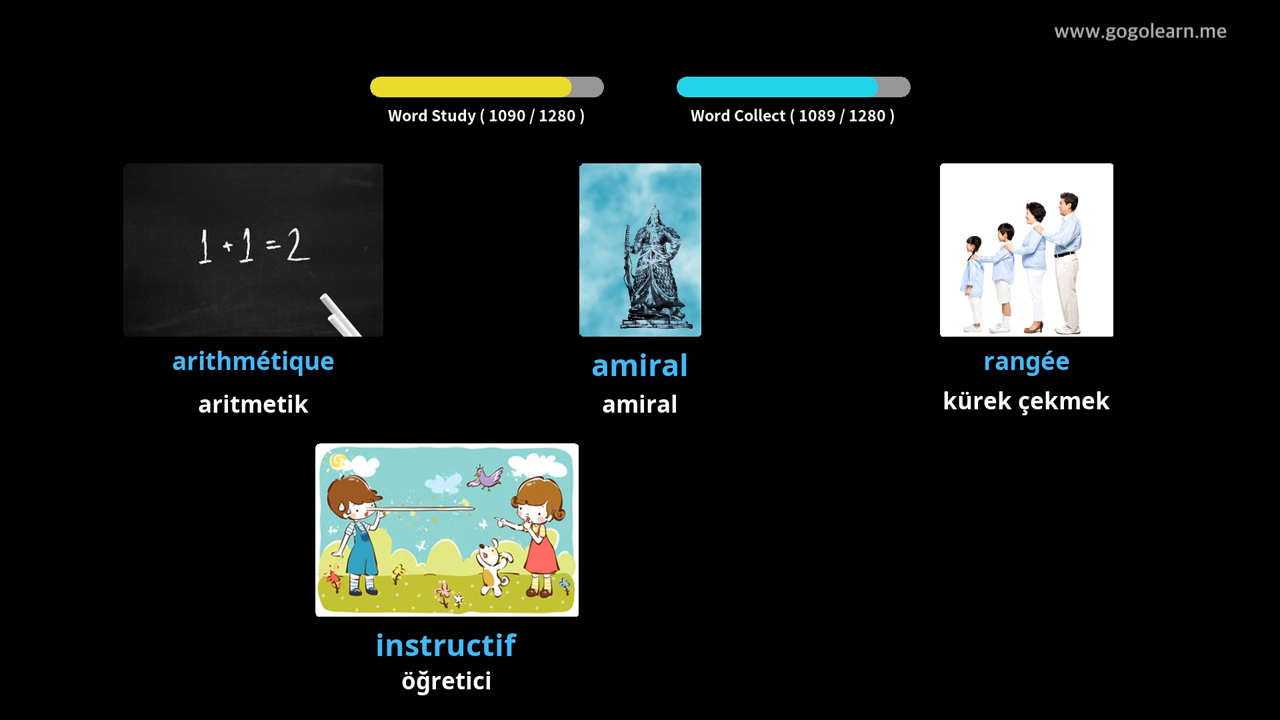 www.gogolearn.me
Word Study ( 1090 / 1280 )
Word Collect ( 1089 / 1280 )
1 + 1 = 2
arithmétique
aritmetik
amiral
amiral
rangée
kürek çekmek
instructif
öğretici